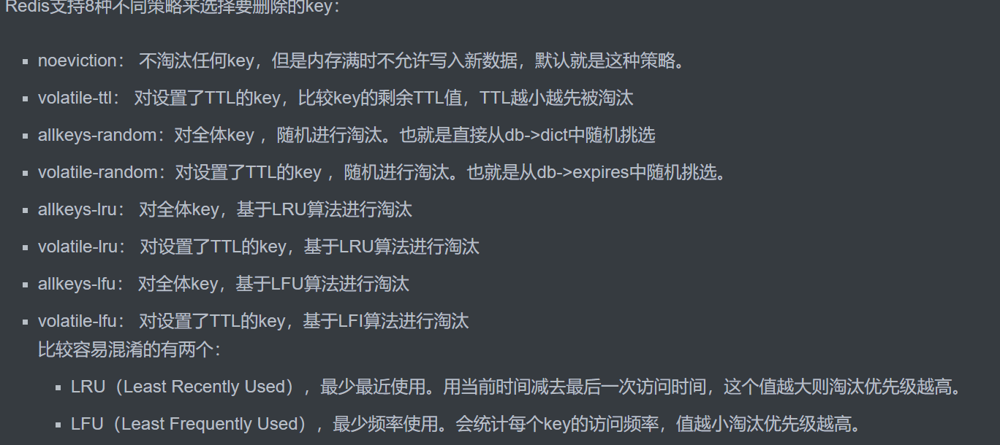 Redis支持8种不同策略来选择要删除的key：
noeviction： 不淘汰任何key，但是内存满时不允许写入新数据，默认就是这种策略。
volatile-ttl： 对设置了TTL的key，比较key的剩余TTL值，TTL越小越先被淘汰
allkeys-random：对全体key ，随机进行淘汰。也就是直接从db->dict中随机挑选
volatile-random：对设置了TTL的key ，随机进行淘汰。也就是从db->expires中随机挑选。
allkeys-lru： 对全体key，基于LRU算法进行淘汰
volatile-lru： 对设置了TTL的key，基于LRU算法进行淘汰
allkeys-lfu： 对全体key，基于LFU算法进行淘汰
volatile-lfu： 对设置了TTL的key，基于LFI算法进行淘汰
比较容易混淆的有两个：
LRU（Least Recently Used），最少最近使用。用当前时间减去最后一次访问时间，这个值越大则淘汰优先级越高。
LFU（Least Frequently Used），最少频率使用。会统计每个key的访问频率，值越小淘汰优先级越高。